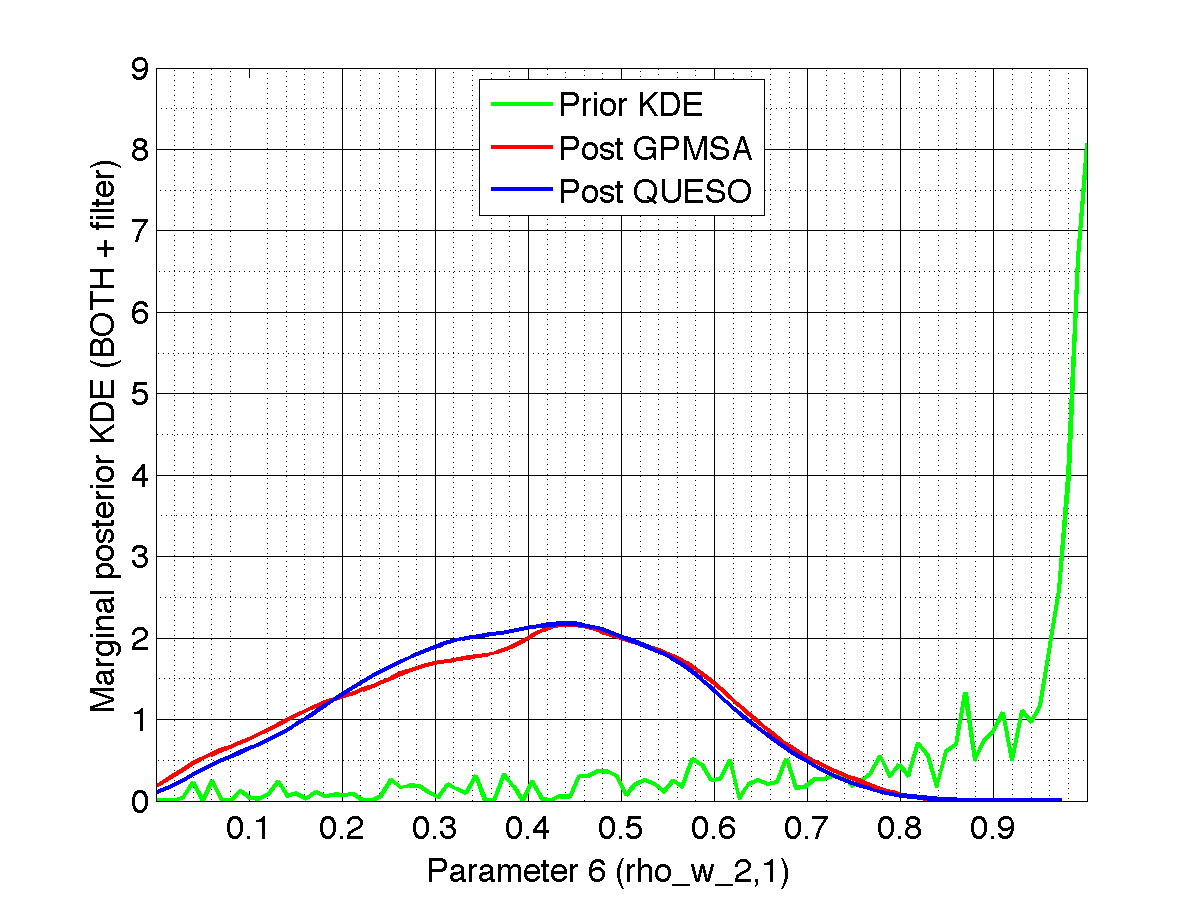 9
8
7
6
5
4
3
2
1
0
Marginal posterior KDE (BOTH + filter)
Prior KDE
Post GPMSA
Post QUESO
0.1 0.2 0.3 0.4 0.5 0.6 0.7 0.8 0.9
Parameter 6 (rho_w_2,1)